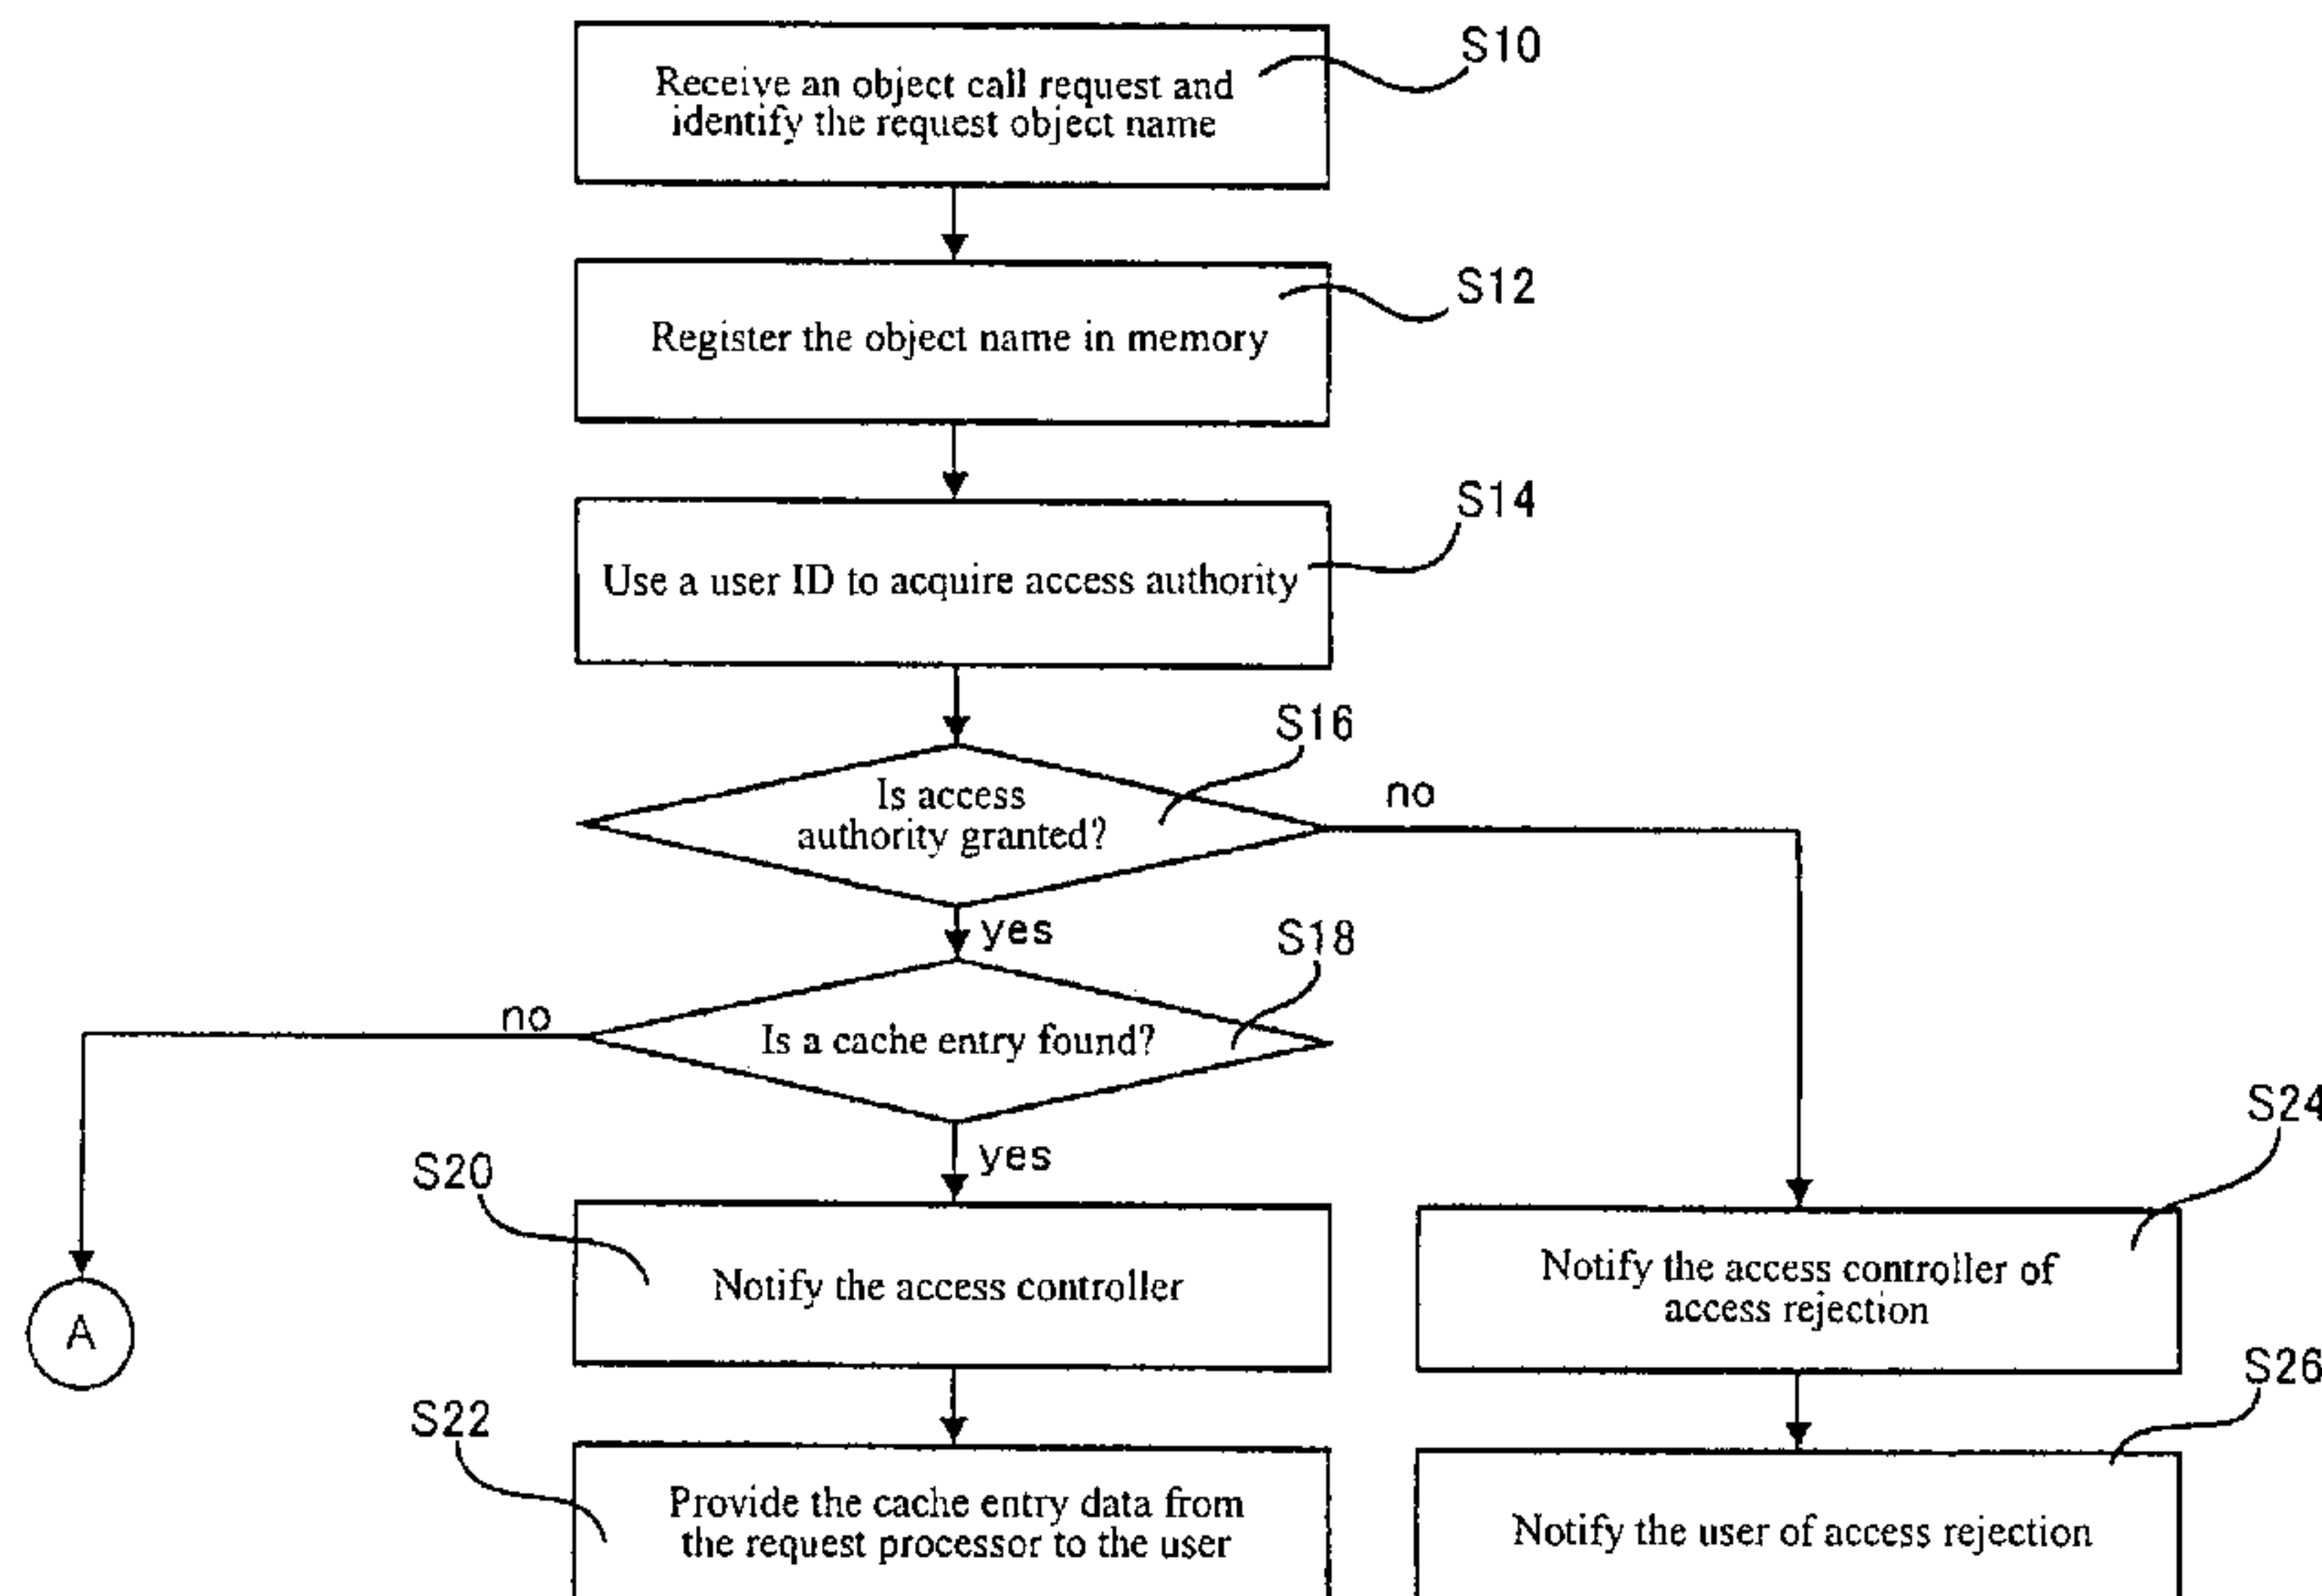 S10
Receive an object call request and
identify the request object name
S12
Register the object name in memory
S14
Use a user ID to acquire access authority
S16
Is access
authority granted?
no
yes
S18
no
Is a cache entry found?
yes
S24
S20
Notify the access controller
Notify the access controller of
access rejection
A
S26
S22
Provide the cache entry data from
the request processor to the user
Notify the user of access rejection